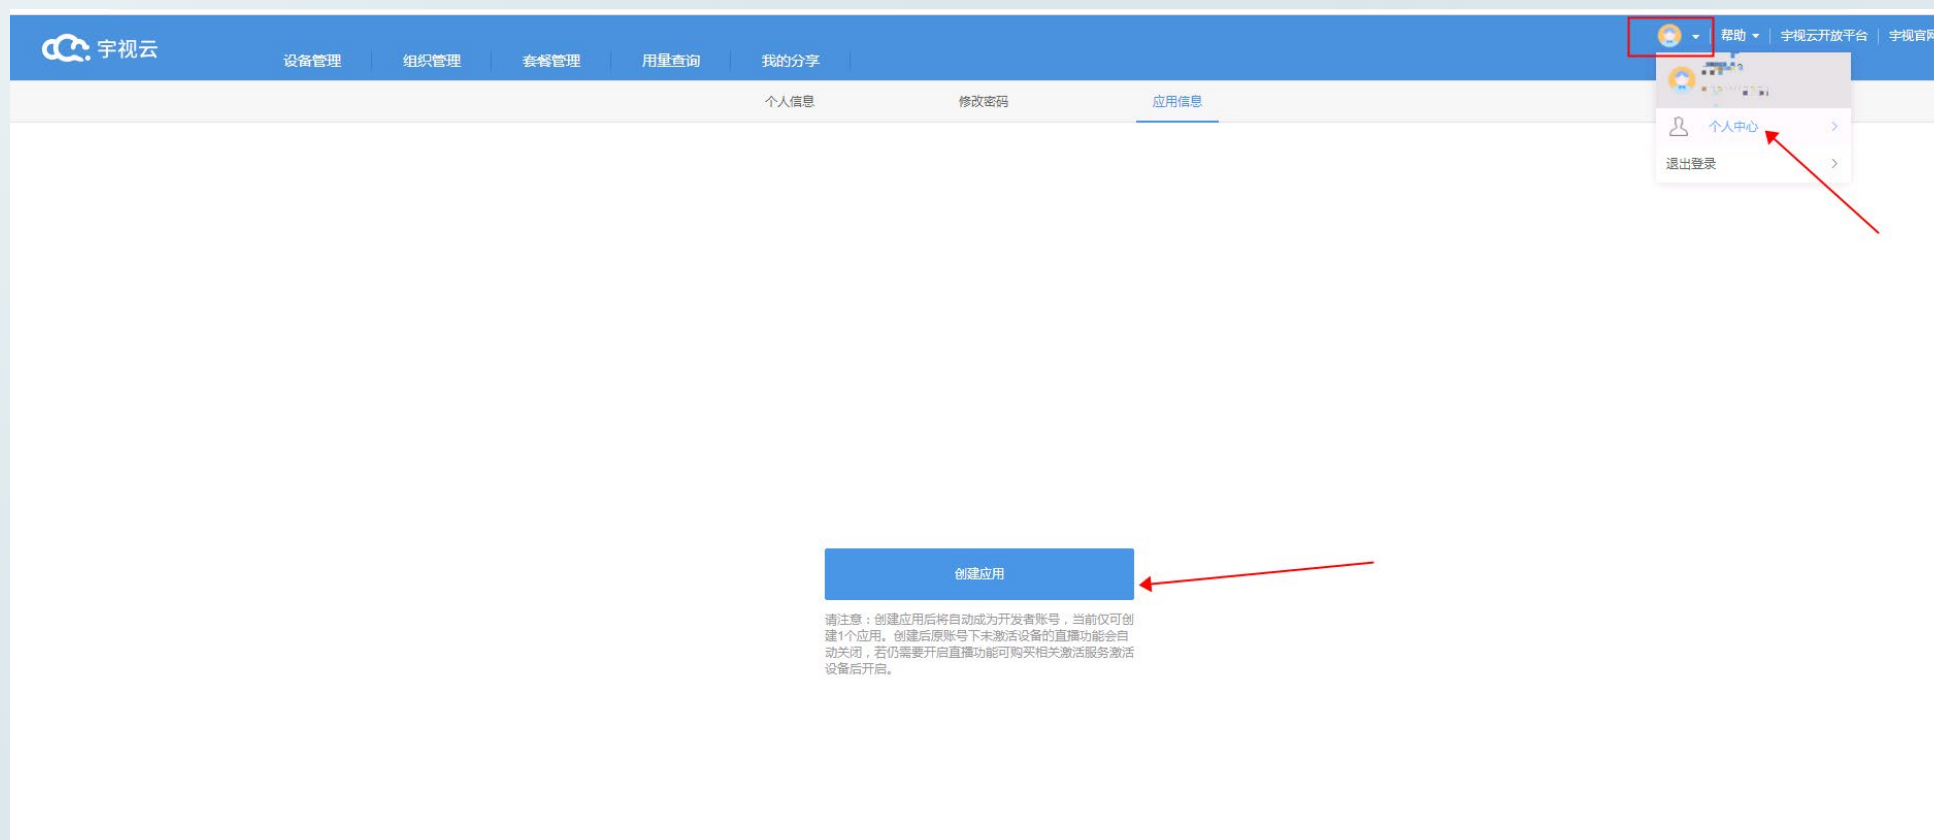 宇视云
设备管理
组织管理
套餐管理
用量查询
我的分享
帮助
宇视云开放平台
宇视官网
个人信息
修改密码
应用信息
个人中心
退出登录
创建应用
请注意：创建应用后将自动成为开发者账号，当前仅可创
建1个应用。创建后原账号下未激活设备的直播功能会自
动关闭，若仍需要开启直播功能可购买相关激活服务激活
设备后开启。